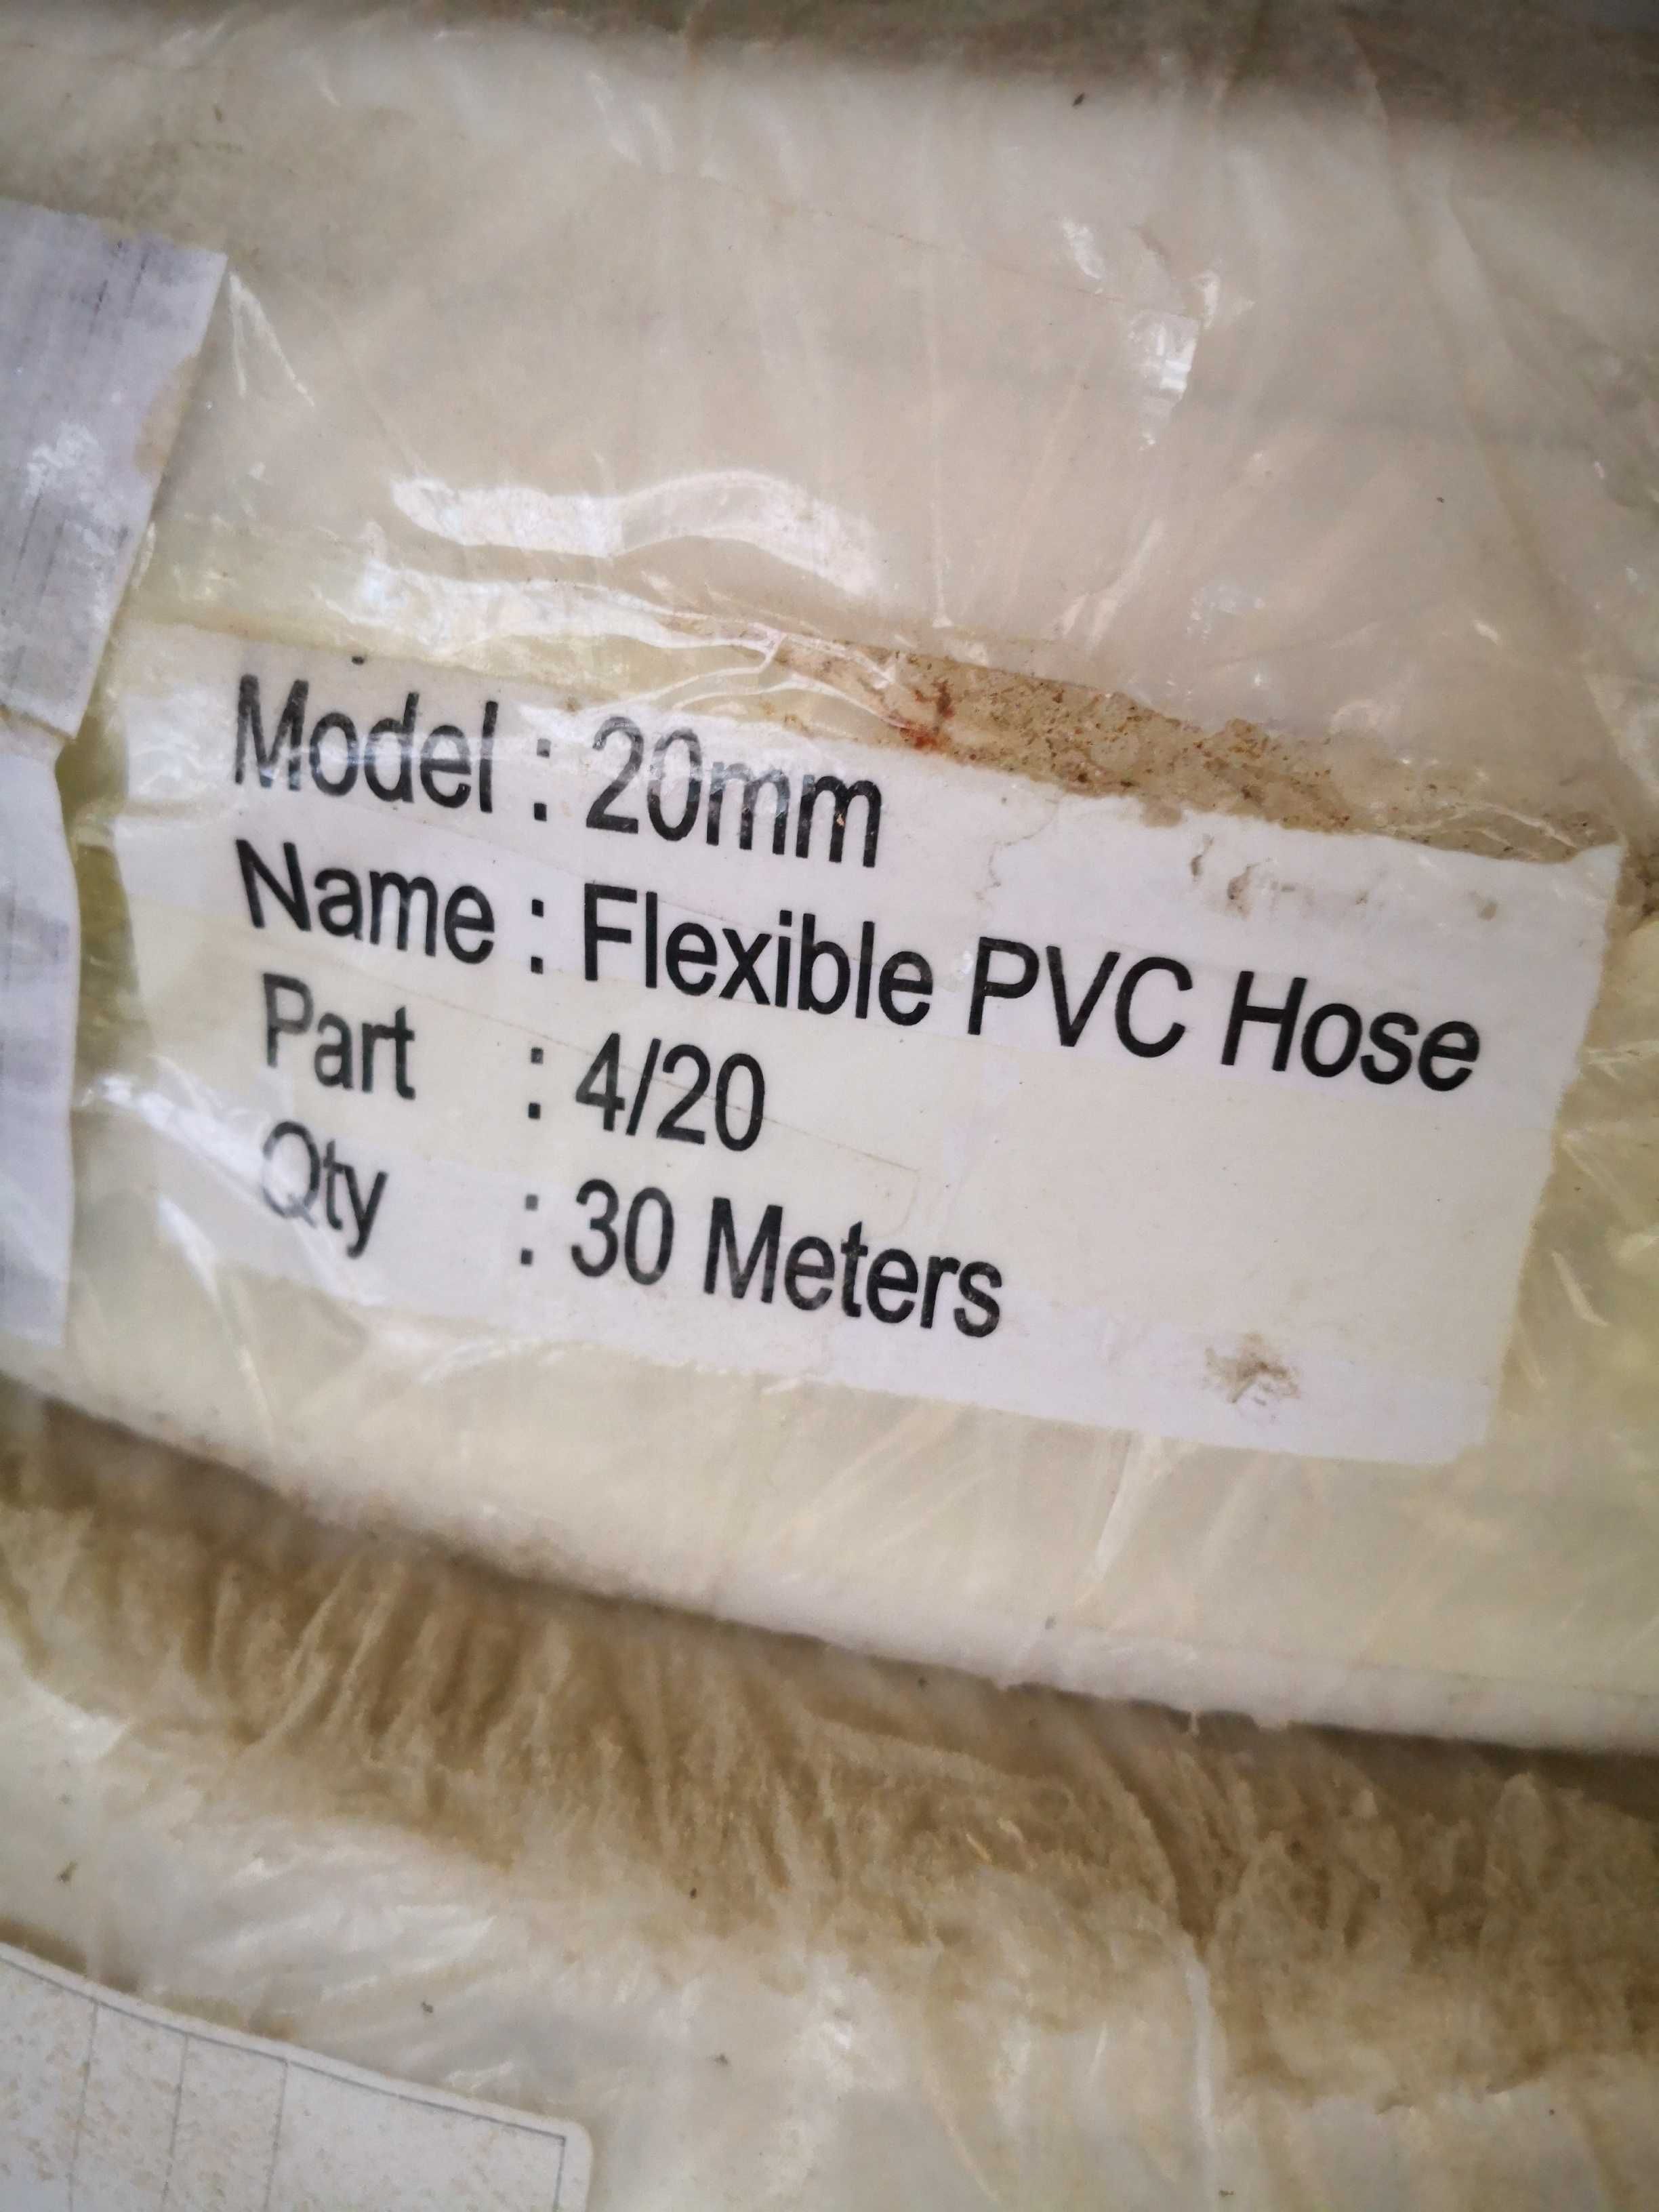 Model : 20mm
Name : Flexible PVC Hose
Part : 4/20
Qty : 30 Meters